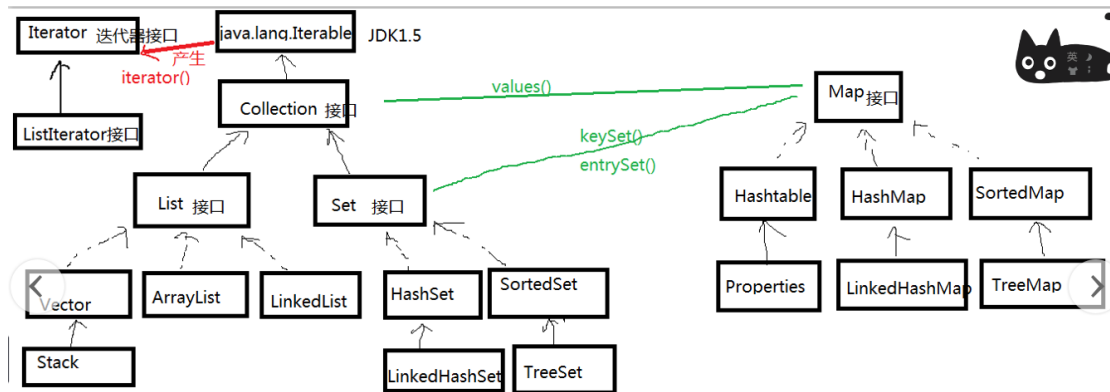 Iterator 迭代器接口
java.lang.Iterable
JDK1.5
产生
iterator()
ListIterator接口
Collection 接口
values()
Map接口
keySet()
entrySet()
List 接口
Set 接口
Hashtable
HashMap
SortedMap
Vector
ArrayList
LinkedList
HashSet
SortedSet
Properties
LinkedHashMap
TreeMap
Stack
LinkedHashSet
TreeSet
英